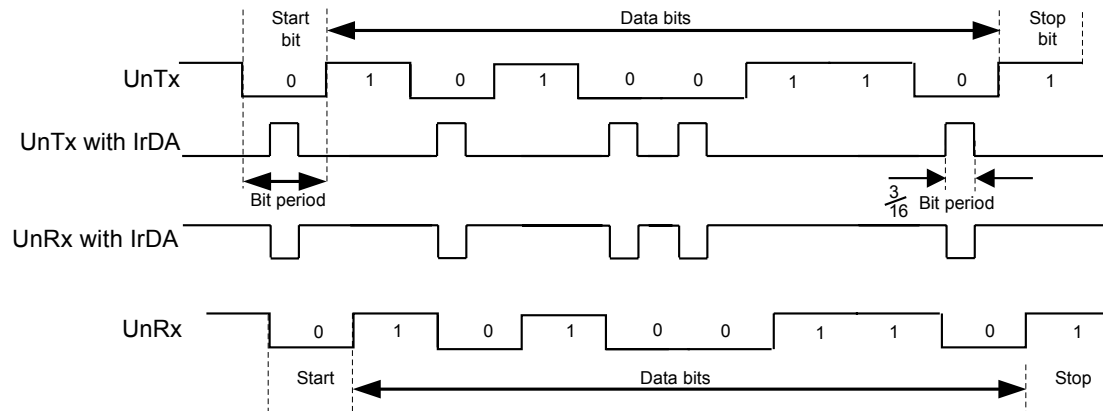 Start
bit
Data bits
Stop
bit
UnTx
0 1 0 1 0 0 1 1 0 1
UnTx with IrDA
Bit period
3
16
Bit period
UnRx with IrDA
UnRx
0 1 0 1 0 0 1 1 0 1
Start
Data bits
Stop